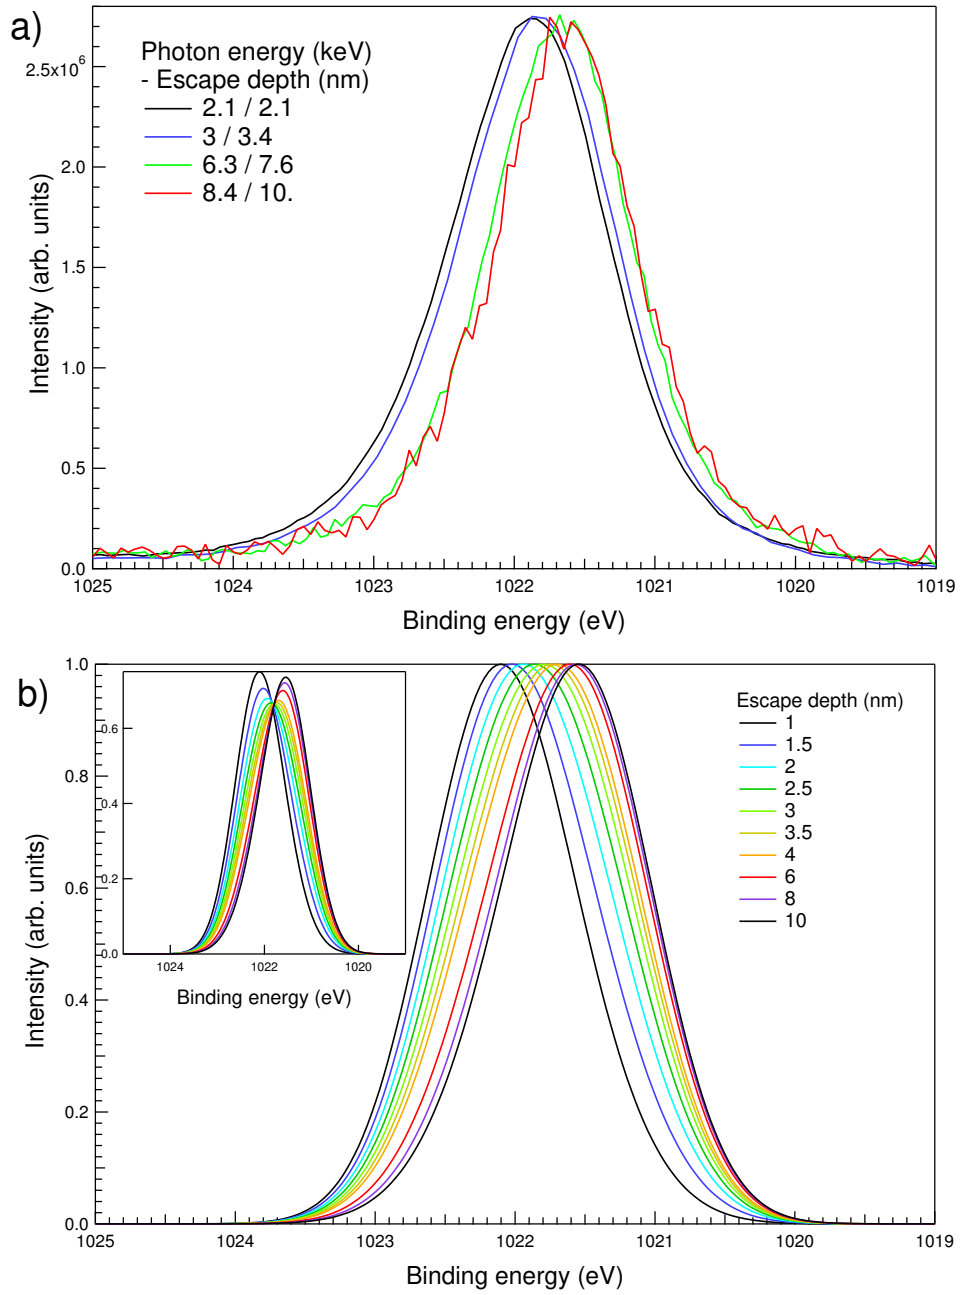 a)
Photon energy (keV)
- Escape depth (nm)
2.1 / 2.1
3 / 3.4
6.3 / 7.6
8.4 / 10.
2.5x10⁶
2.0
1.5
1.0
0.5
0.0
Intensity (arb. units)
1025 1024 1023 1022 1021 1020 1019
Binding energy (eV)
b)
1.0
0.8
0.6
0.4
0.2
0.0
Intensity (arb. units)
0.6
0.4
0.2
0.0
1024 1022 1020
Binding energy (eV)
Escape depth (nm)
1
1.5
2
2.5
3
3.5
4
6
8
10
1025 1024 1023 1022 1021 1020 1019
Binding energy (eV)